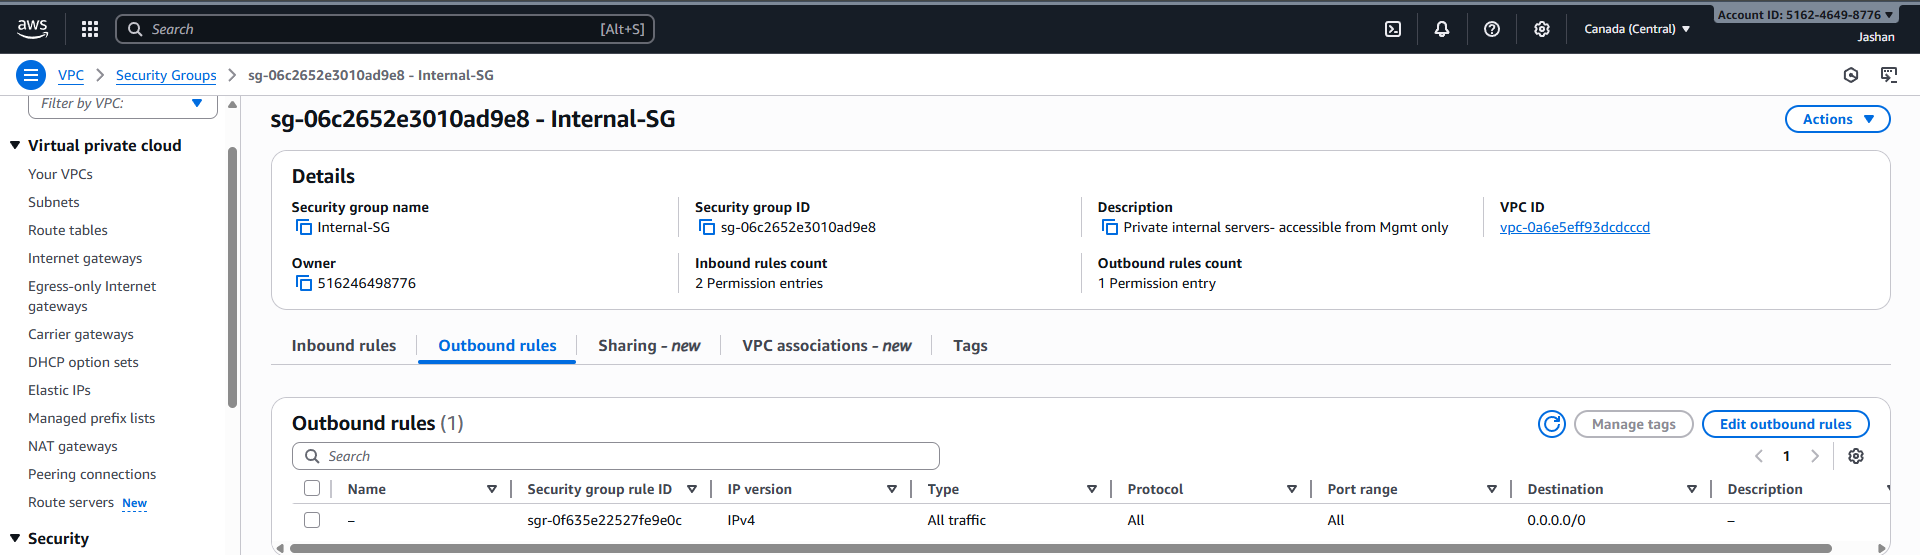 aws
Search [Alt+S]
Canada (Central)
Account ID: 5162-4649-8776
Jashan
VPC
Security Groups
sg-06c2652e3010ad9e8 - Internal-SG
Filter by VPC:
Virtual private cloud
Your VPCs
Subnets
Route tables
Internet gateways
Egress-only Internet
gateways
Carrier gateways
DHCP option sets
Elastic IPs
Managed prefix lists
NAT gateways
Peering connections
Route servers New
Security
sg-06c2652e3010ad9e8 - Internal-SG
Actions
Details
Security group name
Internal-SG
Security group ID
sg-06c2652e3010ad9e8
Description
Private internal servers- accessible from Mgmt only
VPC ID
vpc-0a6e5eff93dcdcccd
Owner
516246498776
Inbound rules count
2 Permission entries
Outbound rules count
1 Permission entry
Inbound rules
Outbound rules
Sharing - new
VPC associations - new
Tags
Outbound rules (1)
Manage tags
Edit outbound rules
Search
1
Name Security group rule ID IP version Type Protocol Port range Destination Description
– sgr-0f635e22527fe9e0c IPv4 All traffic All All 0.0.0.0/0 –